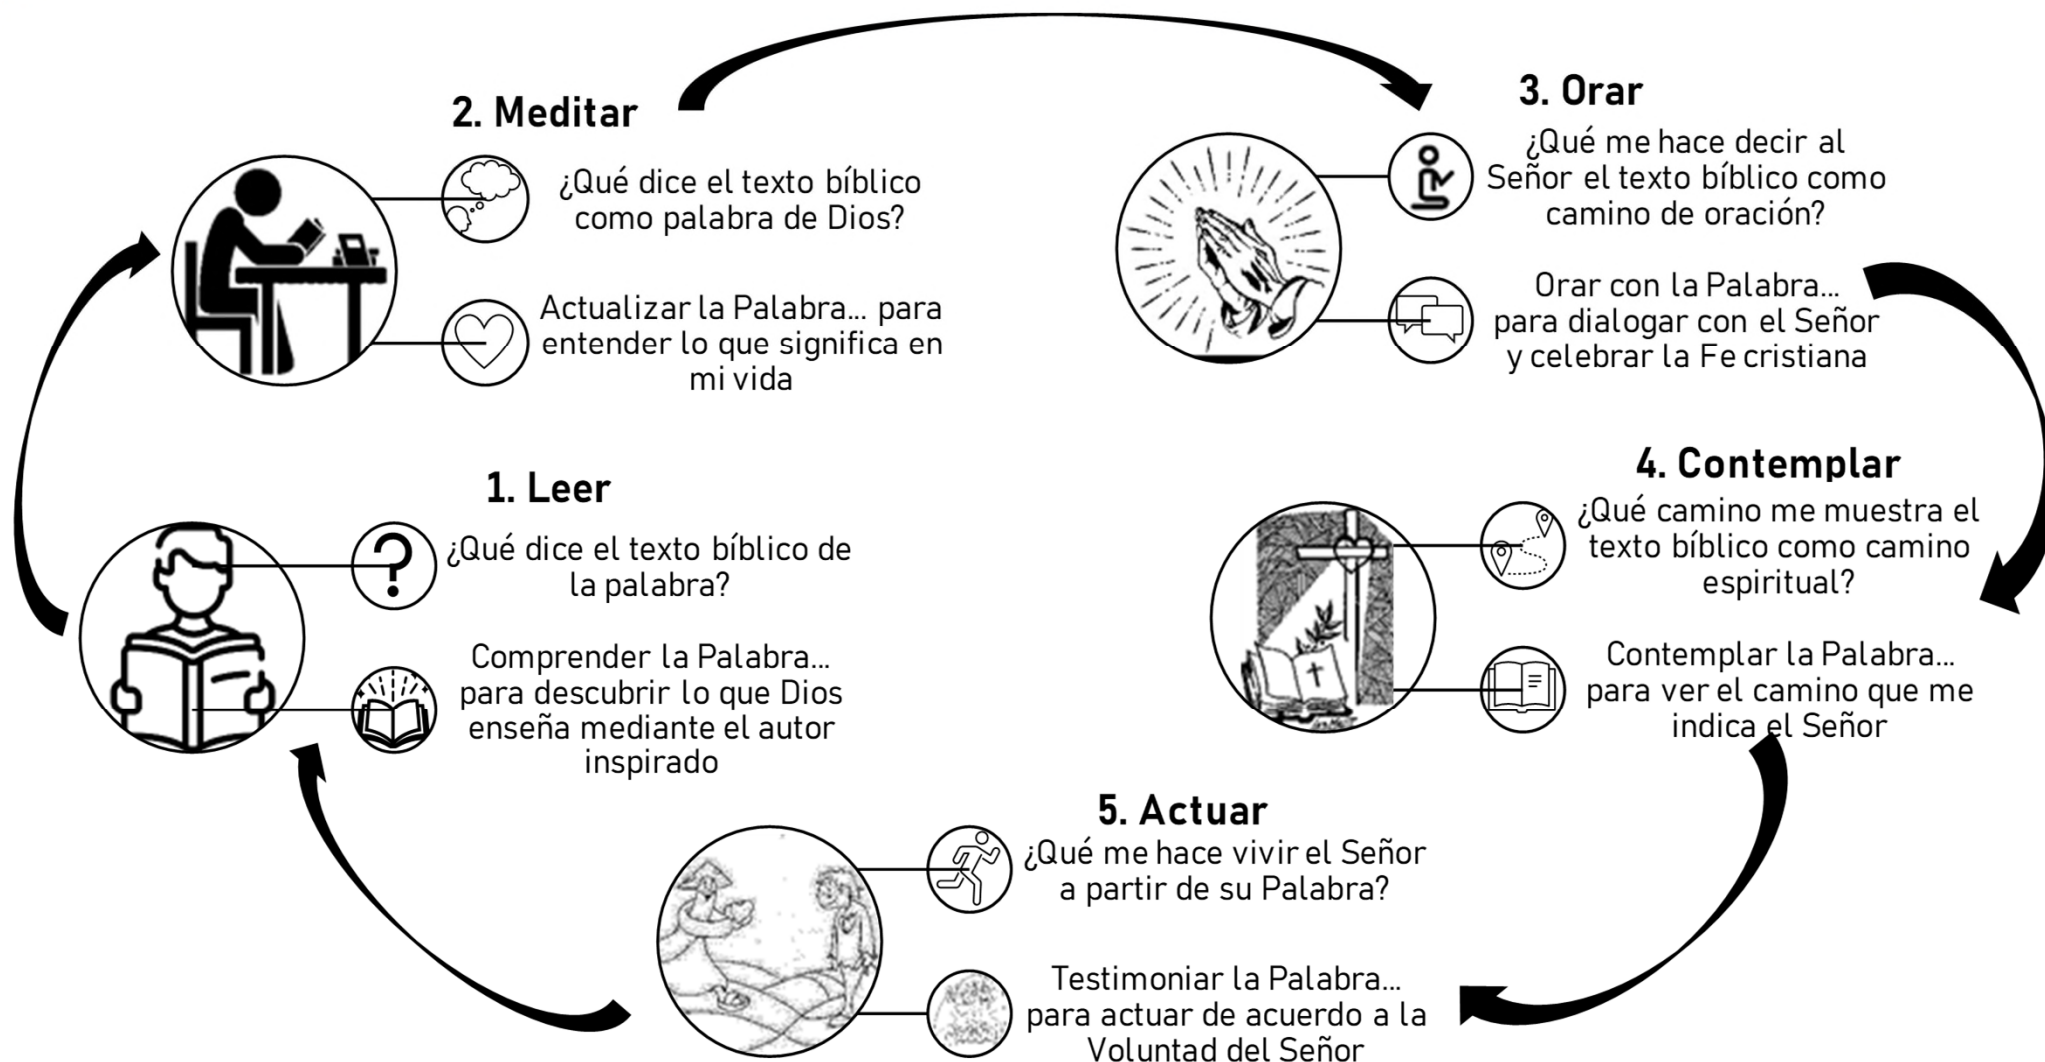 2. Meditar
¿Qué dice el texto bíblico
como palabra de Dios?
Actualizar la Palabra... para
entender lo que significa en
mi vida
3. Orar
¿Qué me hace decir al
Señor el texto bíblico como
camino de oración?
Orar con la Palabra...
para dialogar con el Señor
y celebrar la Fe cristiana
1. Leer
¿Qué dice el texto bíblico de
la palabra?
Comprender la Palabra...
para descubrir lo que Dios
enseña mediante el autor
inspirado
4. Contemplar
¿Qué camino me muestra el
texto bíblico como camino
espiritual?
Contemplar la Palabra...
para ver el camino que me
indica el Señor
5. Actuar
¿Qué me hace vivir el Señor
a partir de su Palabra?
Testimoniar la Palabra...
para actuar de acuerdo a la
Voluntad del Señor